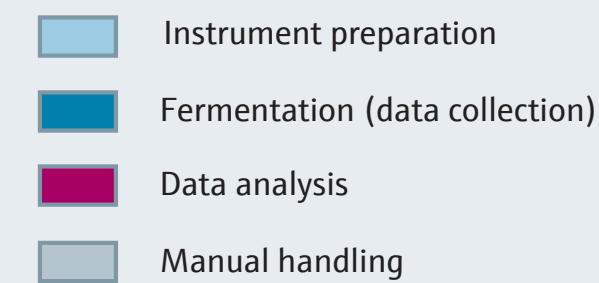 Instrument preparation
Fermentation (data collection)
Data analysis
Manual handling